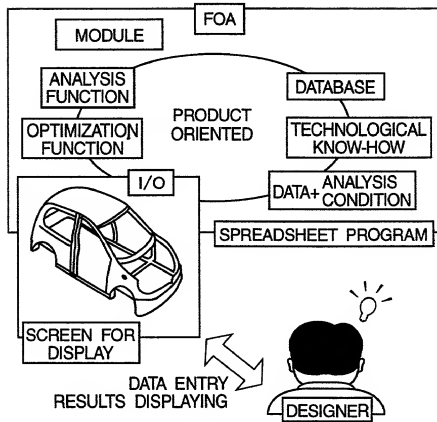 FOA
MODULE
ANALYSIS
FUNCTION
DATABASE
PRODUCT
ORIENTED
OPTIMIZATION
FUNCTION
TECHNOLOGICAL
KNOW-HOW
I/O
DATA+ ANALYSIS
CONDITION
SPREADSHEET PROGRAM
SCREEN FOR
DISPLAY
DATA ENTRY
RESULTS DISPLAYING
DESIGNER